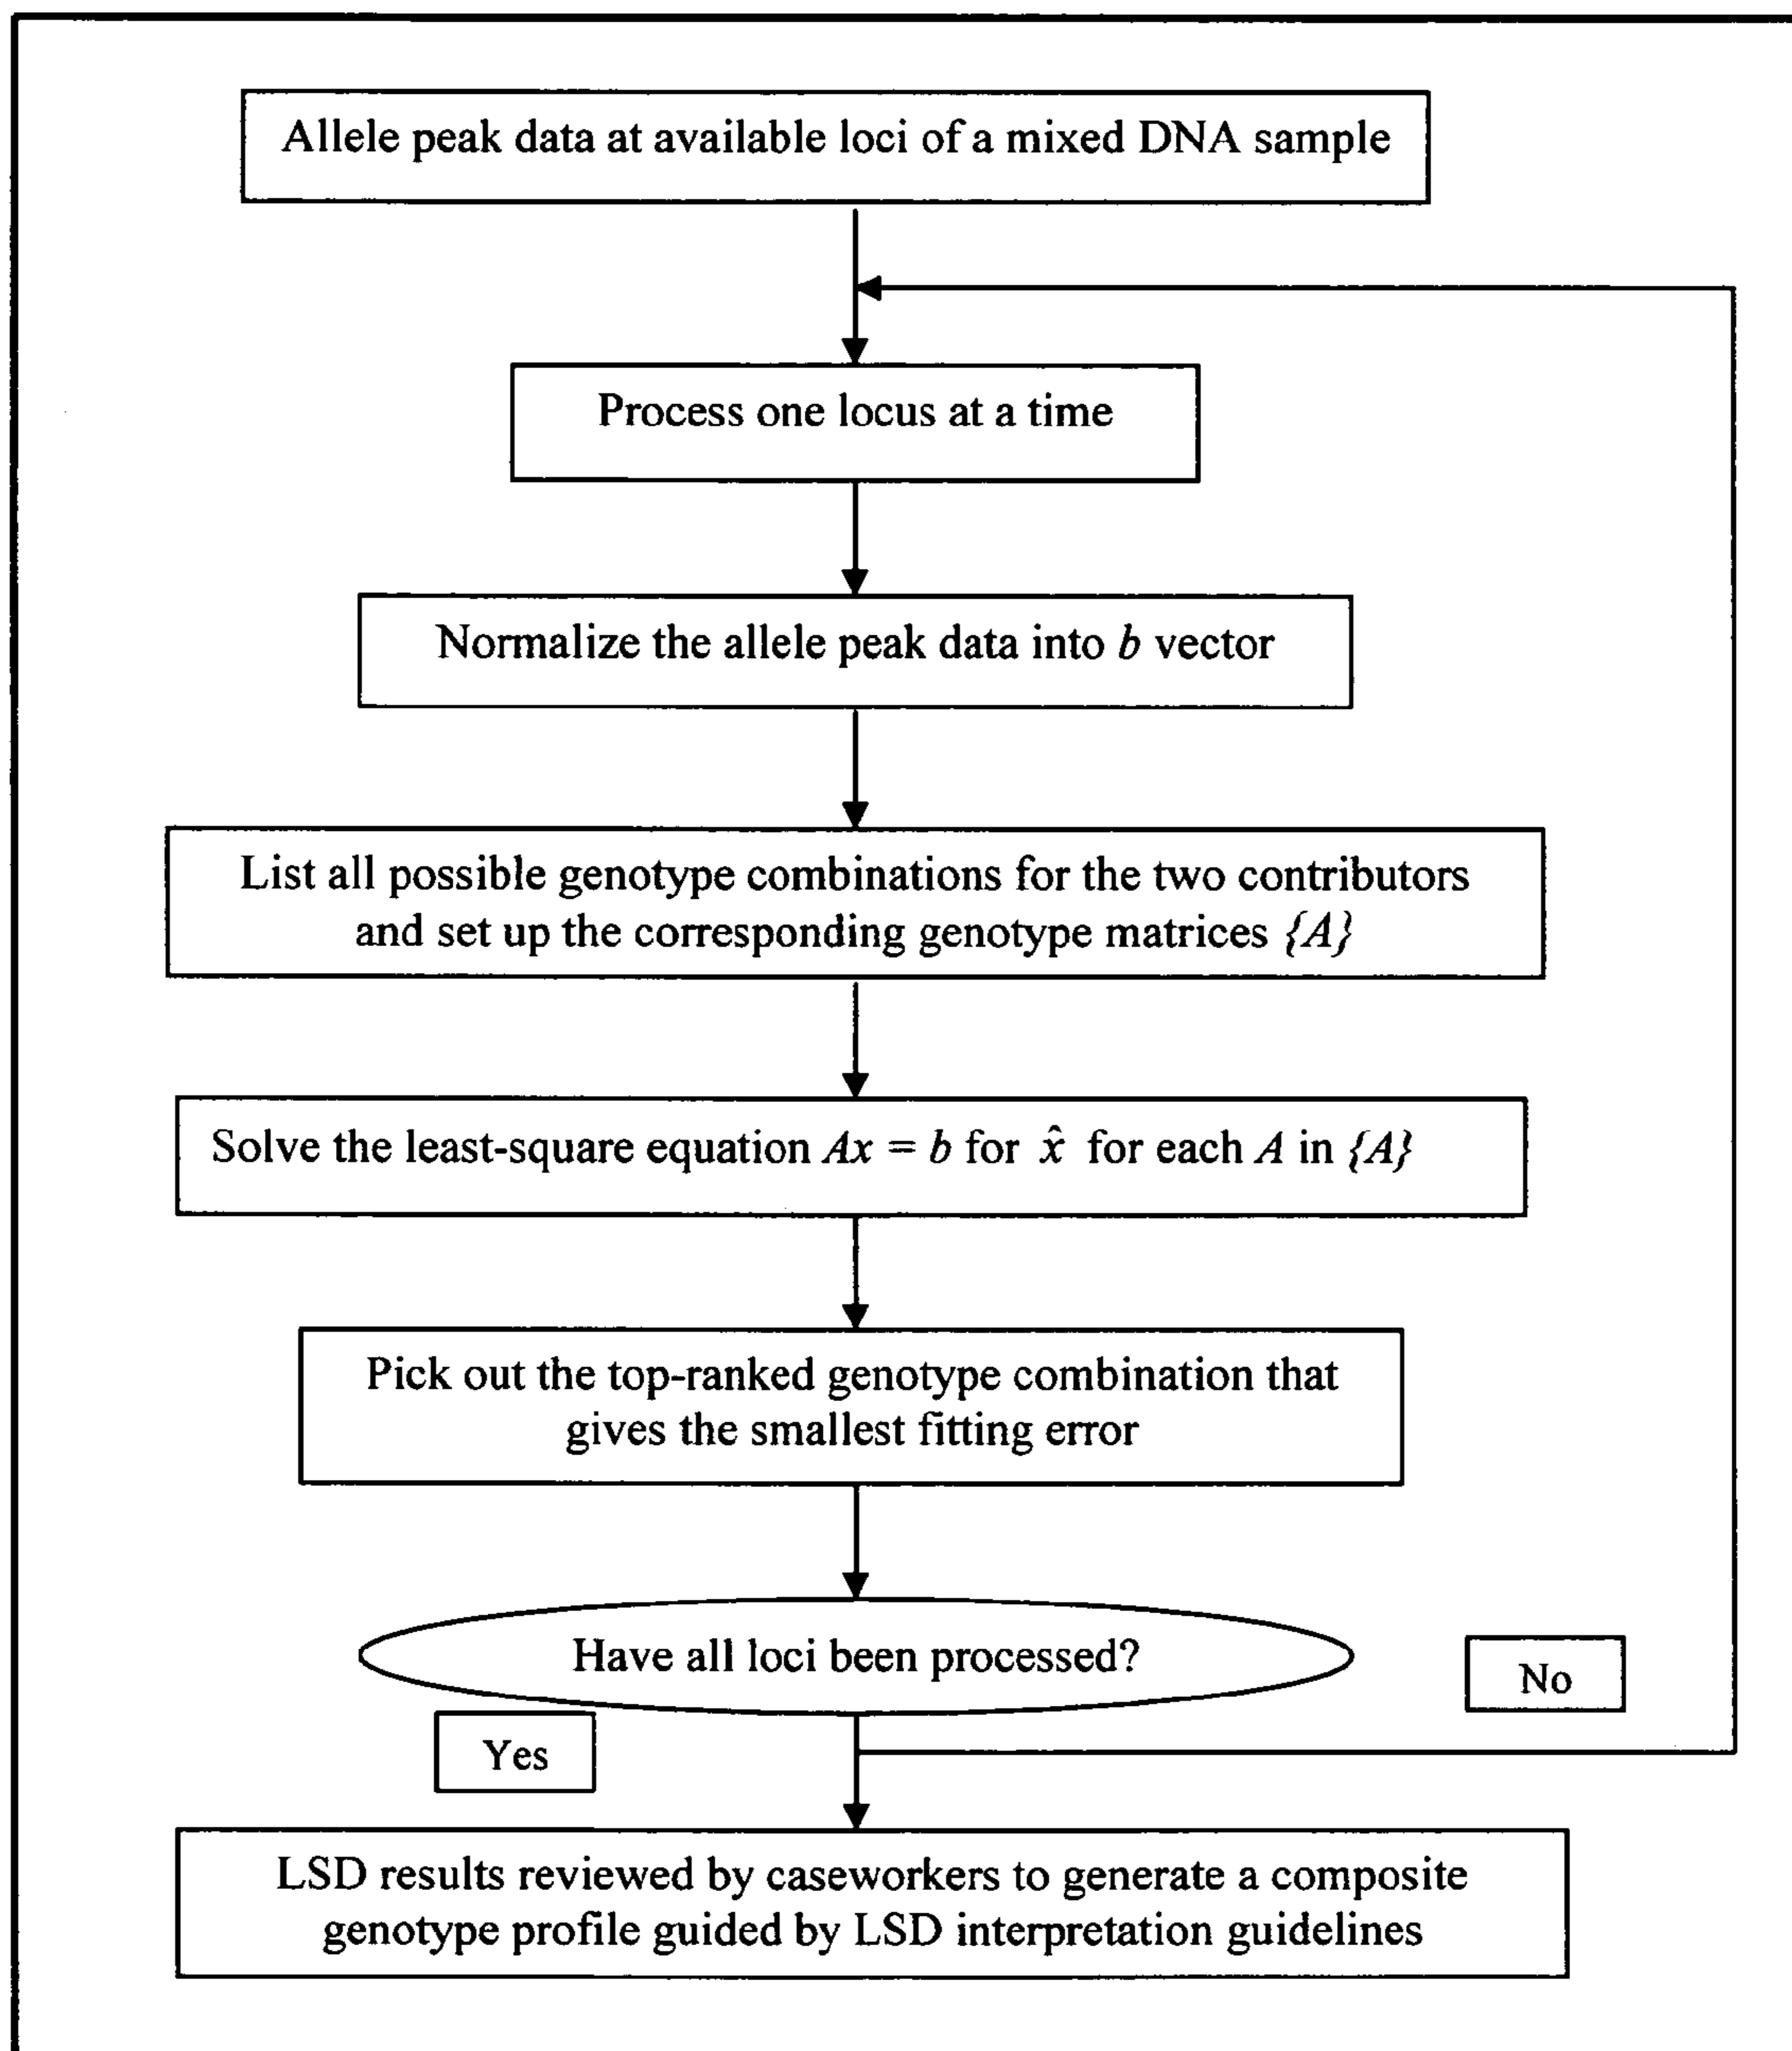 Allele peak data at available loci of a mixed DNA sample
Process one locus at a time
Normalize the allele peak data into b vector
List all possible genotype combinations for the two contributors
and set up the corresponding genotype matrices {A}
Solve the least-square equation Ax = b for x̂ for each A in {A}
Pick out the top-ranked genotype combination that
gives the smallest fitting error
Have all loci been processed?
No
Yes
LSD results reviewed by caseworkers to generate a composite
genotype profile guided by LSD interpretation guidelines